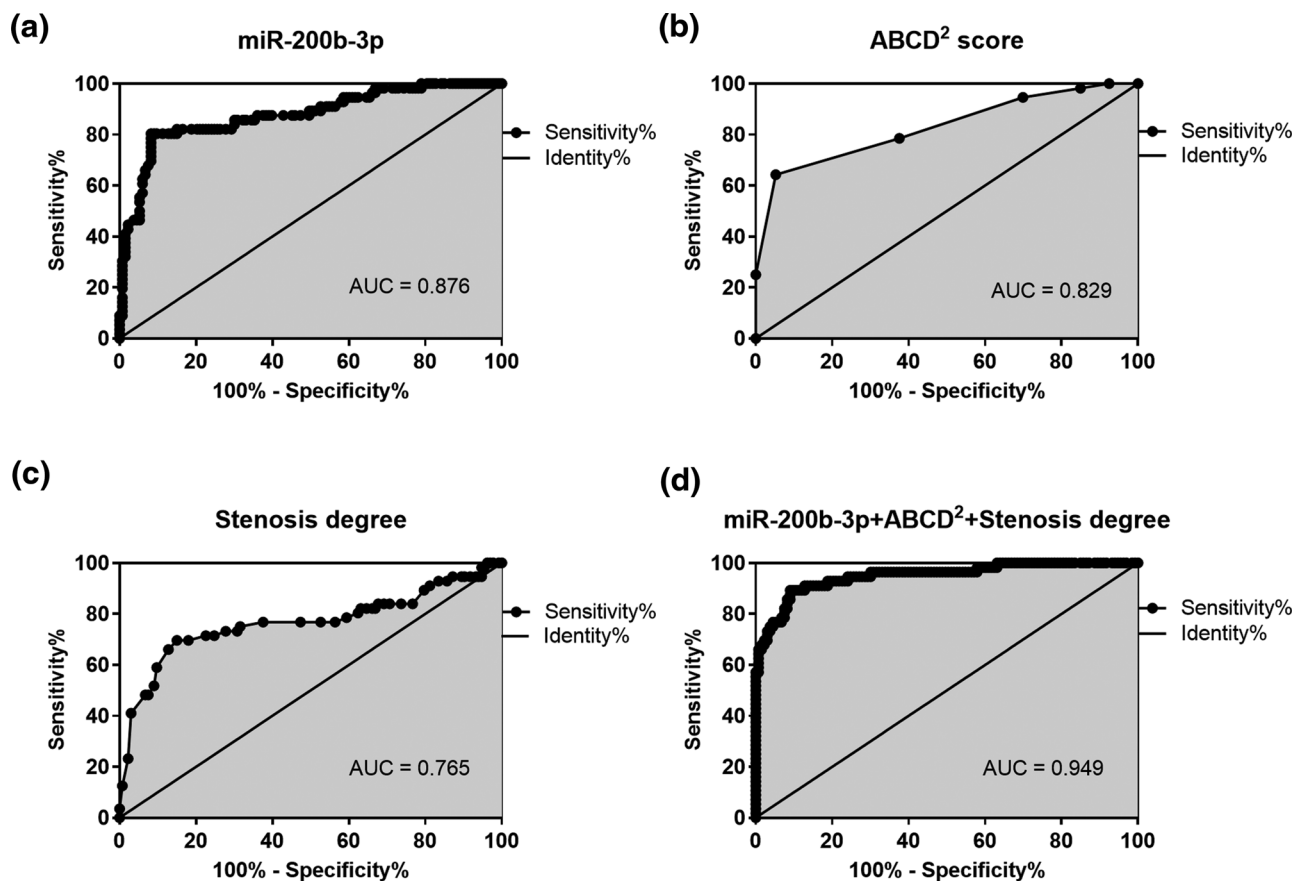 (a)
miR-200b-3p
Sensitivity%
100
80
60
40
20
0
0 20 40 60 80 100
100% - Specificity%
AUC = 0.876
Sensitivity%
Identity%
(b)
ABCD² score
Sensitivity%
100
80
60
40
20
0
0 20 40 60 80 100
100% - Specificity%
AUC = 0.829
Sensitivity%
Identity%
(c)
Stenosis degree
Sensitivity%
100
80
60
40
20
0
0 20 40 60 80 100
100% - Specificity%
AUC = 0.765
Sensitivity%
Identity%
(d)
miR-200b-3p+ABCD²+Stenosis degree
Sensitivity%
100
80
60
40
20
0
0 20 40 60 80 100
100% - Specificity%
AUC = 0.949
Sensitivity%
Identity%